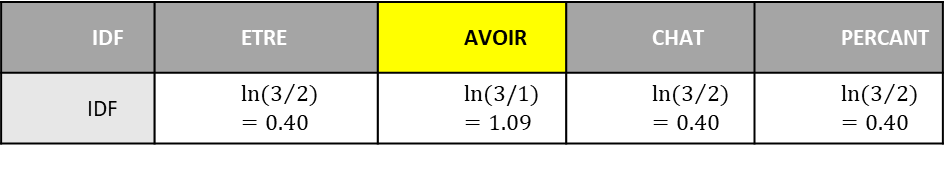 IDF ETRE AVOIR CHAT PERCANT
IDF ln(3/2) ln(3/1) ln(3/2) ln(3/2)
= 0.40 = 1.09 = 0.40 = 0.40